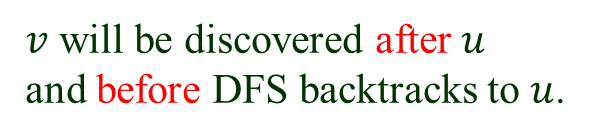 𝑣 will be discovered after 𝑢
and before DFS backtracks to 𝑢.